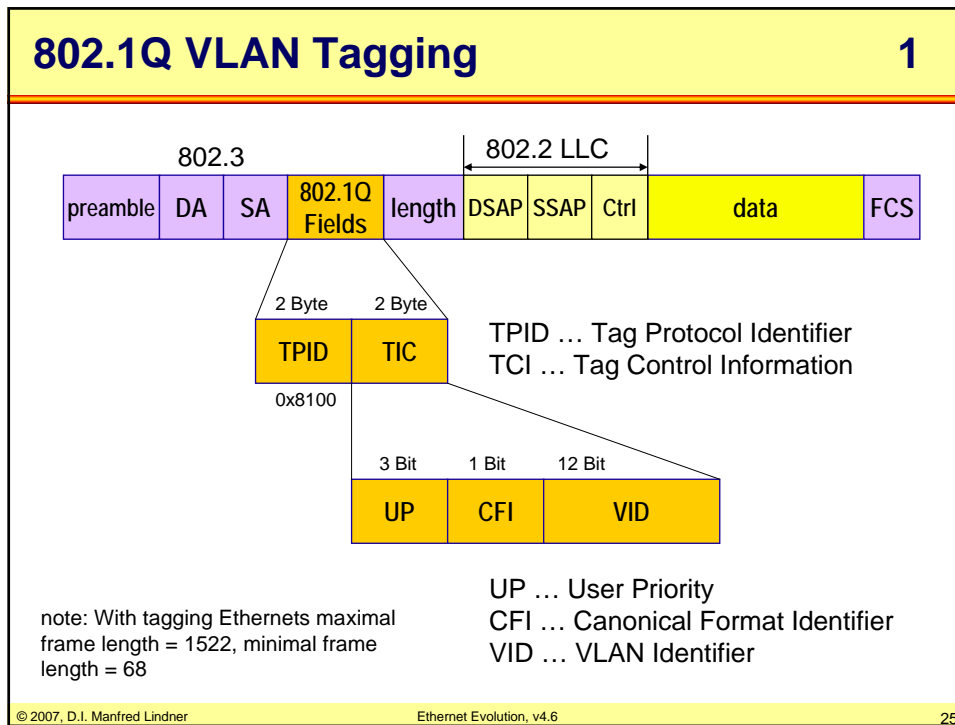 802.1Q VLAN Tagging 1
802.3
802.2 LLC
preamble DA SA 802.1Q Fields length DSAP SSAP Ctrl data FCS
2 Byte 2 Byte
TPID TIC
0x8100
TPID … Tag Protocol Identifier
TCI … Tag Control Information
3 Bit 1 Bit 12 Bit
UP CFI VID
UP … User Priority
CFI … Canonical Format Identifier
VID … VLAN Identifier
note: With tagging Ethernets maximal
frame length = 1522, minimal frame
length = 68
© 2007, D.I. Manfred Lindner Ethernet Evolution, v4.6 25